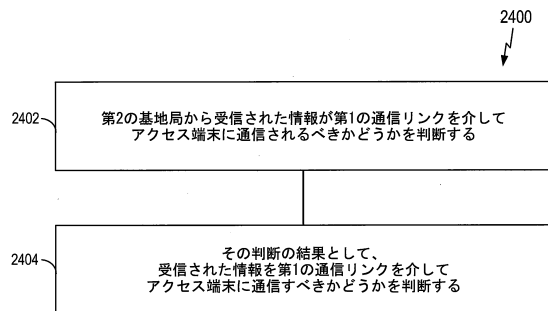 2400
2402
第2の基地局から受信された情報が第1の通信リンクを介して
アクセス端末に通信されるべきかどうかを判断する
2404
その判断の結果として、
受信された情報を第1の通信リンクを介して
アクセス端末に通信すべきかどうかを判断する